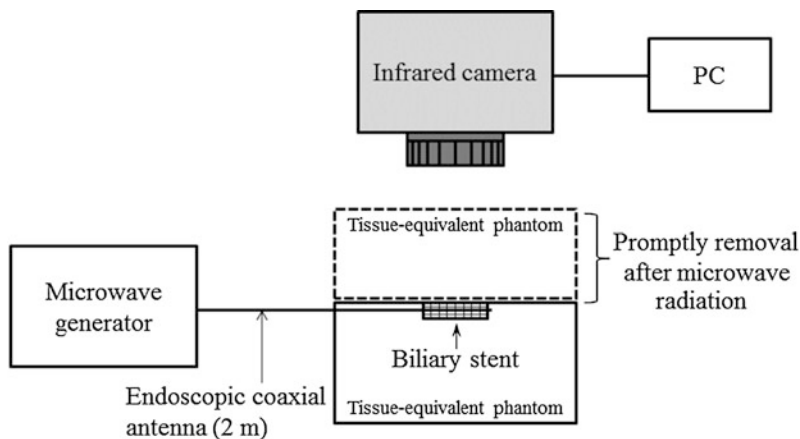 Infrared camera
PC
Tissue-equivalent phantom
Promptly removal
after microwave
radiation
Microwave
generator
Biliary stent
Endoscopic coaxial
antenna (2 m)
Tissue-equivalent phantom